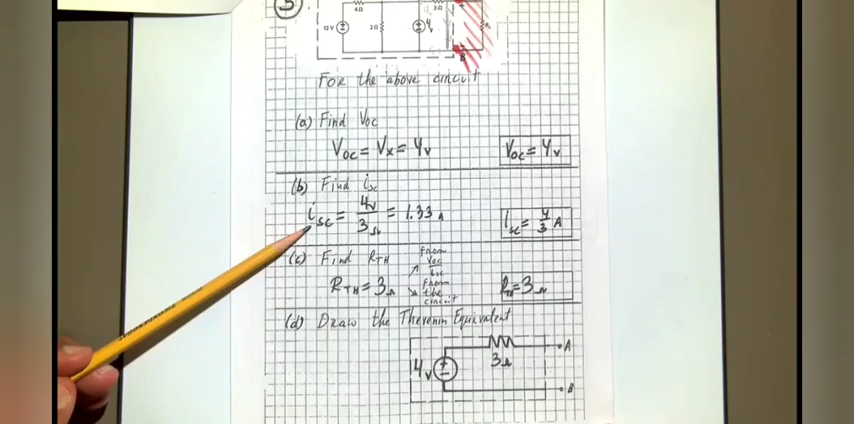 3
4Ω 3Ω
12V 2Ω 4V
For the above circuit
(a) Find Voc
Voc = Vx = 4v Voc = 4v
(b) Find isc
isc = 4v/3Ω = 1.33 A Isc = 4/3 A
(c) Find RTH
from Voc/isc
RTH = 3Ω RTH = 3Ω
from the circuit
(d) Draw the Thevenin Equivalent
A
4v 3Ω
B